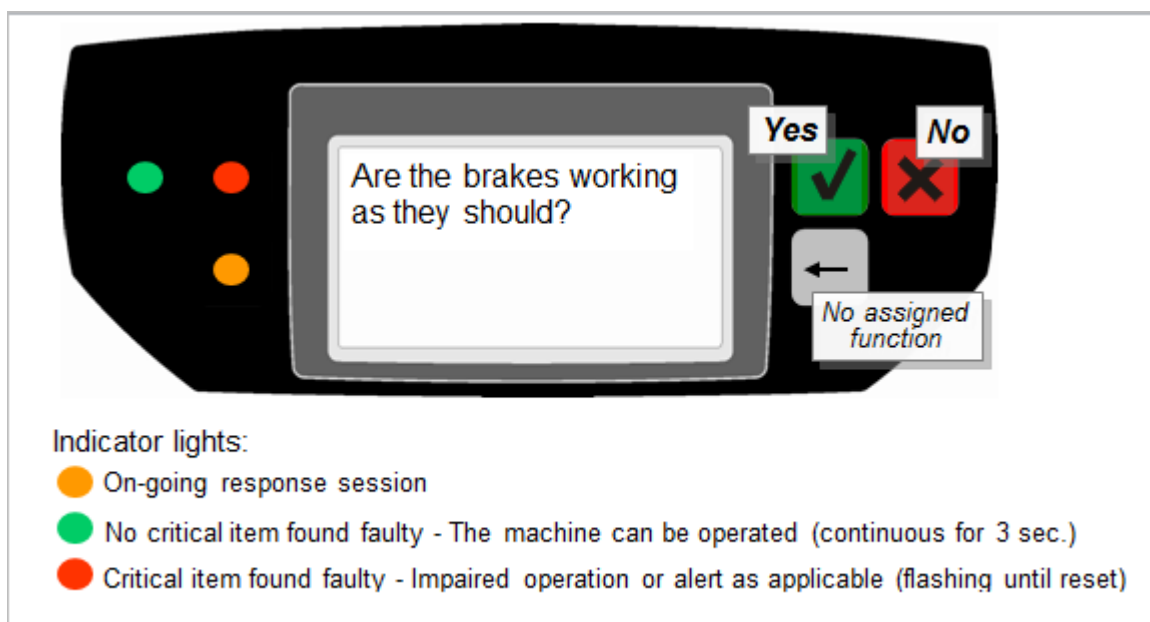 Yes
No
Are the brakes working
as they should?
No assigned
function
Indicator lights:
On-going response session
No critical item found faulty - The machine can be operated (continuous for 3 sec.)
Critical item found faulty - Impaired operation or alert as applicable (flashing until reset)